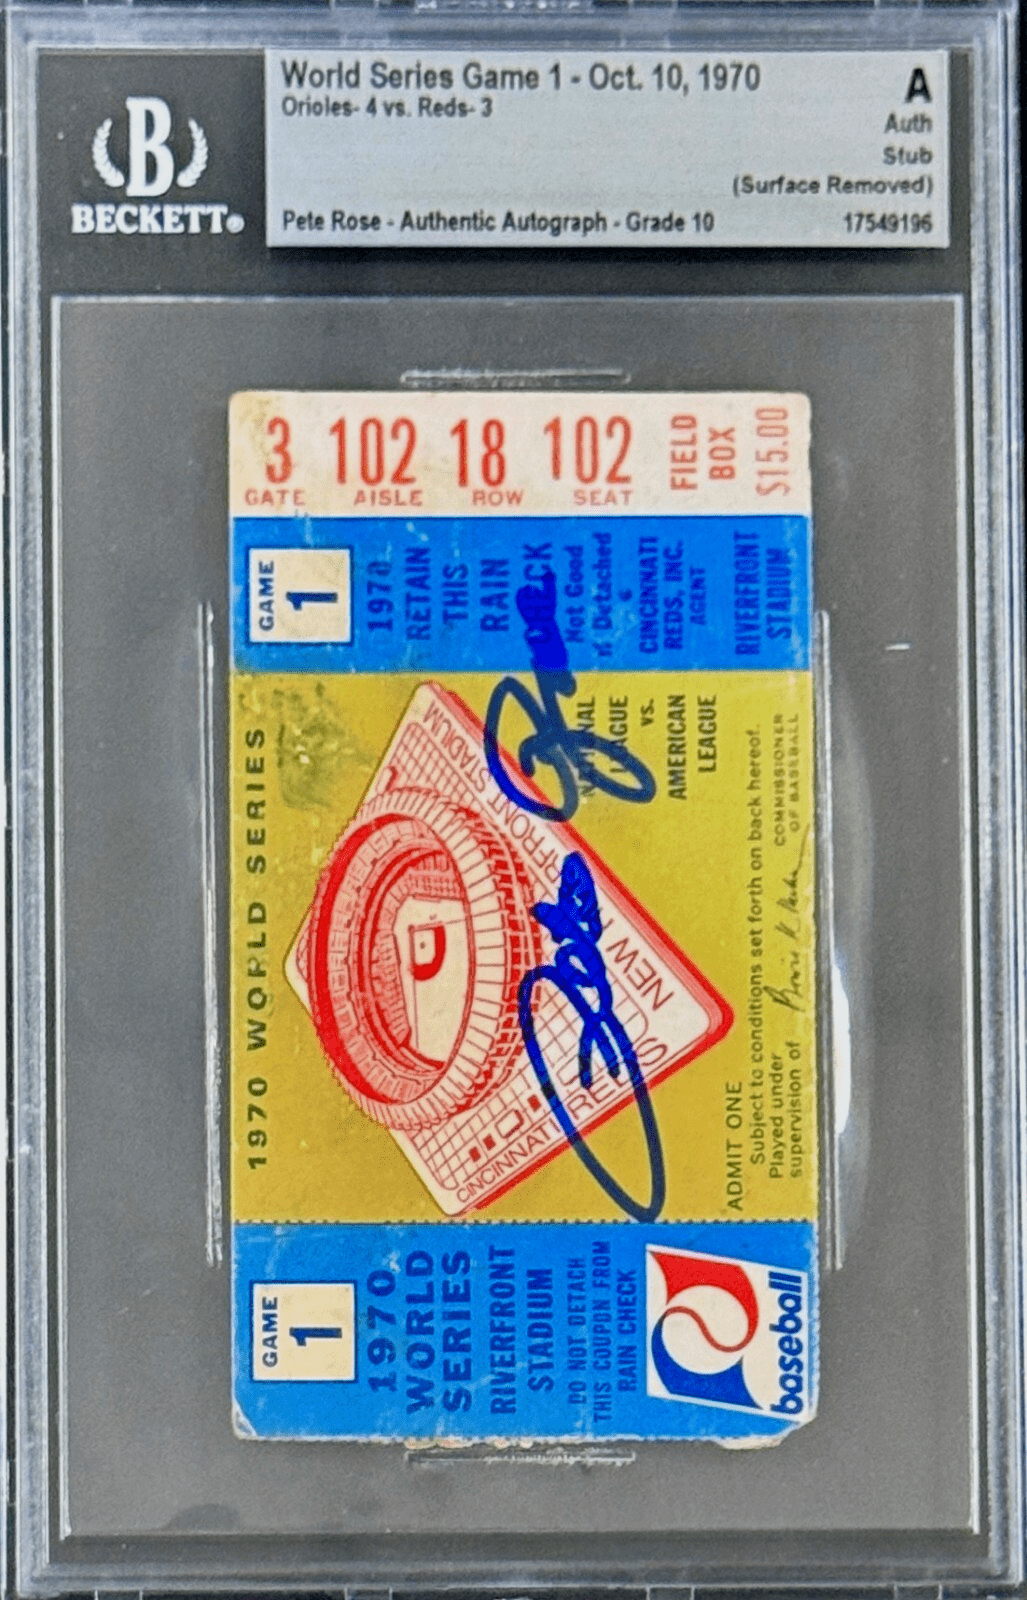 B
BECKETT®
World Series Game 1 - Oct. 10, 1970
Orioles- 4 vs. Reds- 3
A
Auth
Stub
(Surface Removed)
Pete Rose - Authentic Autograph - Grade 10
17549196
3 102 18 102
GATE AISLE ROW SEAT
FIELD
BOX
$15.00
GAME
1
1970
RETAIN
THIS
RAIN
CHECK
Not Good
if Detached
CINCINNATI
REDS, INC.
AGENT
RIVERFRONT
STADIUM
1970 WORLD SERIES
RIVERFRONT STADIUM
CINCINNATI REDS NEW RIVERFRONT STADIUM
Pete Rose
NATIONAL
LEAGUE
vs.
AMERICAN
LEAGUE
ADMIT ONE
Subject to conditions set forth on back hereof.
Played under
supervision of
COMMISSIONER
OF BASEBALL
GAME
1
1970
WORLD
SERIES
RIVERFRONT
STADIUM
DO NOT DETACH
THIS COUPON FROM
RAIN CHECK
baseball